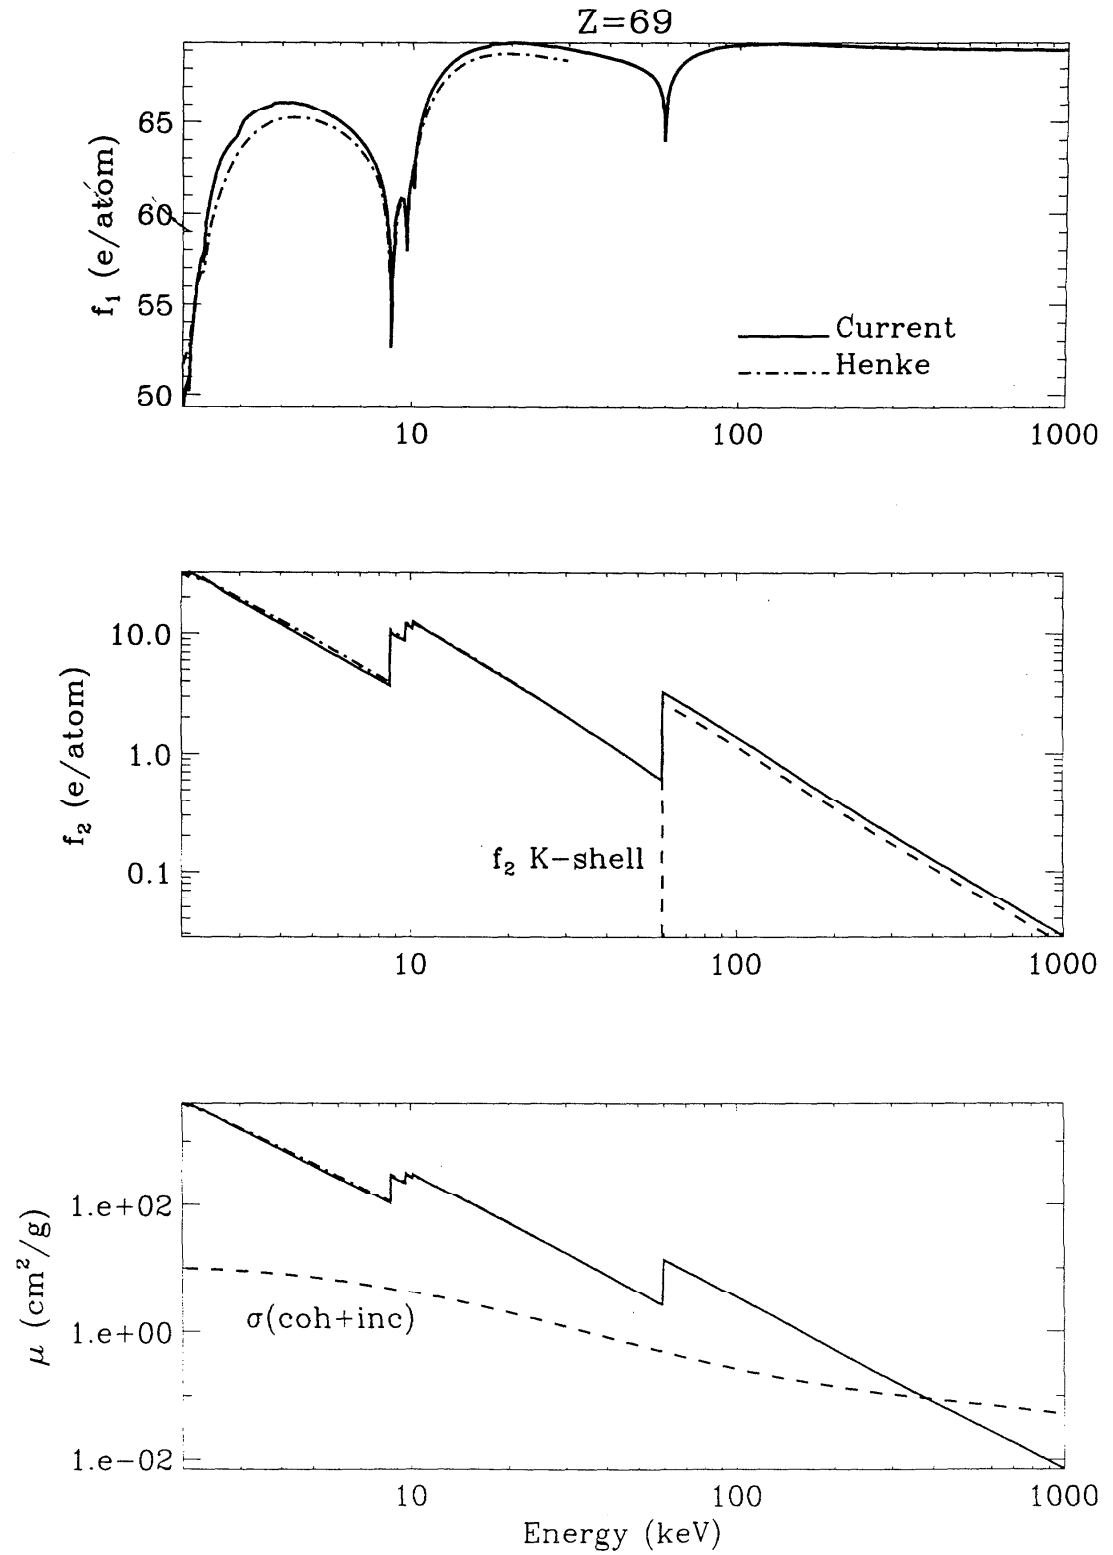 Z=69
f₁ (e/atom)
65
60
55
50
Current
Henke
10
100
1000
f₂ (e/atom)
10.0
1.0
0.1
f₂ K-shell
10
100
1000
μ (cm²/g)
1.e+02
1.e+00
1.e-02
σ(coh+inc)
10
100
1000
Energy (keV)